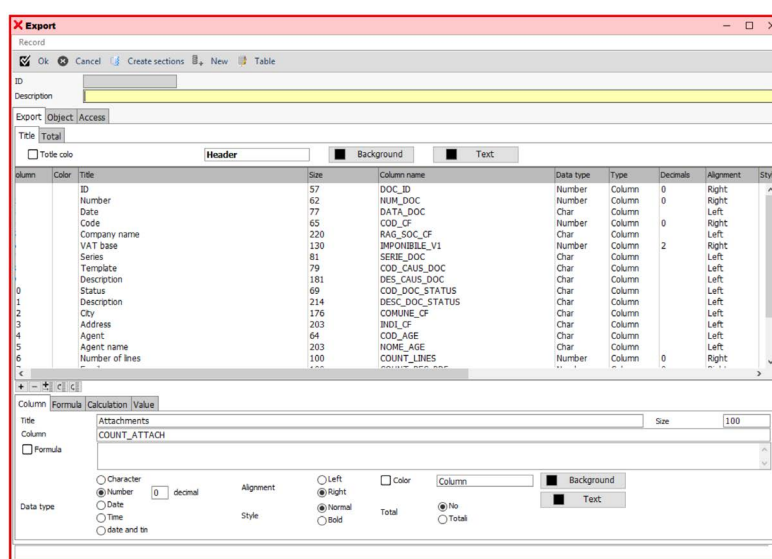 Export
Record
Ok Cancel Create sections New Table
ID
Description
Export Object Access
Title Total
Totle colo Header Background Text
olumn Color Title Size Column name Data type Type Decimals Alignment Sty
ID 57 DOC_ID Number Column 0 Right
Number 62 NUM_DOC Number Column 0 Right
Date 77 DATA_DOC Char Column Left
Code 65 COD_CF Number Column 0 Right
Company name 220 RAG_SOC_CF Char Column Left
VAT base 130 IMPONIBILE_V1 Number Column 2 Right
Series 81 SERIE_DOC Char Column Left
Template 79 COD_CAUS_DOC Char Column Left
Description 181 DES_CAUS_DOC Char Column Left
0 Status 69 COD_DOC_STATUS Char Column Left
1 Description 214 DESC_DOC_STATUS Char Column Left
2 City 176 COMUNE_CF Char Column Left
3 Address 203 INDI_CF Char Column Left
4 Agent 64 COD_AGE Char Column Left
5 Agent name 203 NOME_AGE Char Column Left
6 Number of lines 100 COUNT_LINES Number Column 0 Right
Column Formula Calculation Value
Title Attachments Size 100
Column COUNT_ATTACH
Formula
Character Left Color Column Background
Number 0 decimal Alignment Right Text
Data type Date Normal Total No
Time Style Bold Totali
date and tin